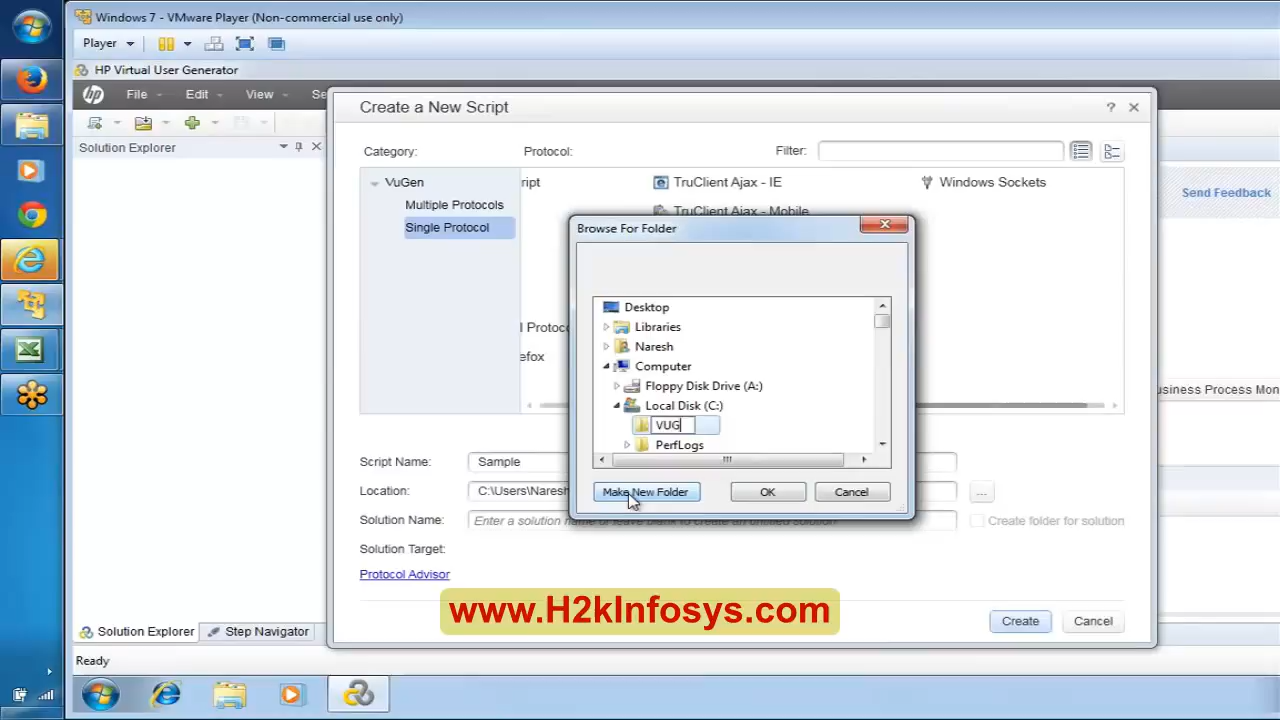 Windows 7 - VMware Player (Non-commercial use only)
Player
HP Virtual User Generator
hp File Edit View Se
Create a New Script
? ×
Solution Explorer
Category: Protocol: Filter:
VuGen
Multiple Protocols
Single Protocol
ript TruClient Ajax - IE Windows Sockets
TruClient Ajax - Mobile
l Protoco
efox
Send Feedback
usiness Process Mon
Browse For Folder
Desktop
Libraries
Naresh
Computer
Floppy Disk Drive (A:)
Local Disk (C:)
VUG
PerfLogs
Make New Folder OK Cancel
Script Name: Sample
Location: C:\Users\Naresh ...
Solution Name: Enter a solution name or leave blank to create an untitled solution Create folder for solution
Solution Target:
Protocol Advisor
www.H2kInfosys.com
Create Cancel
Solution Explorer Step Navigator
Ready